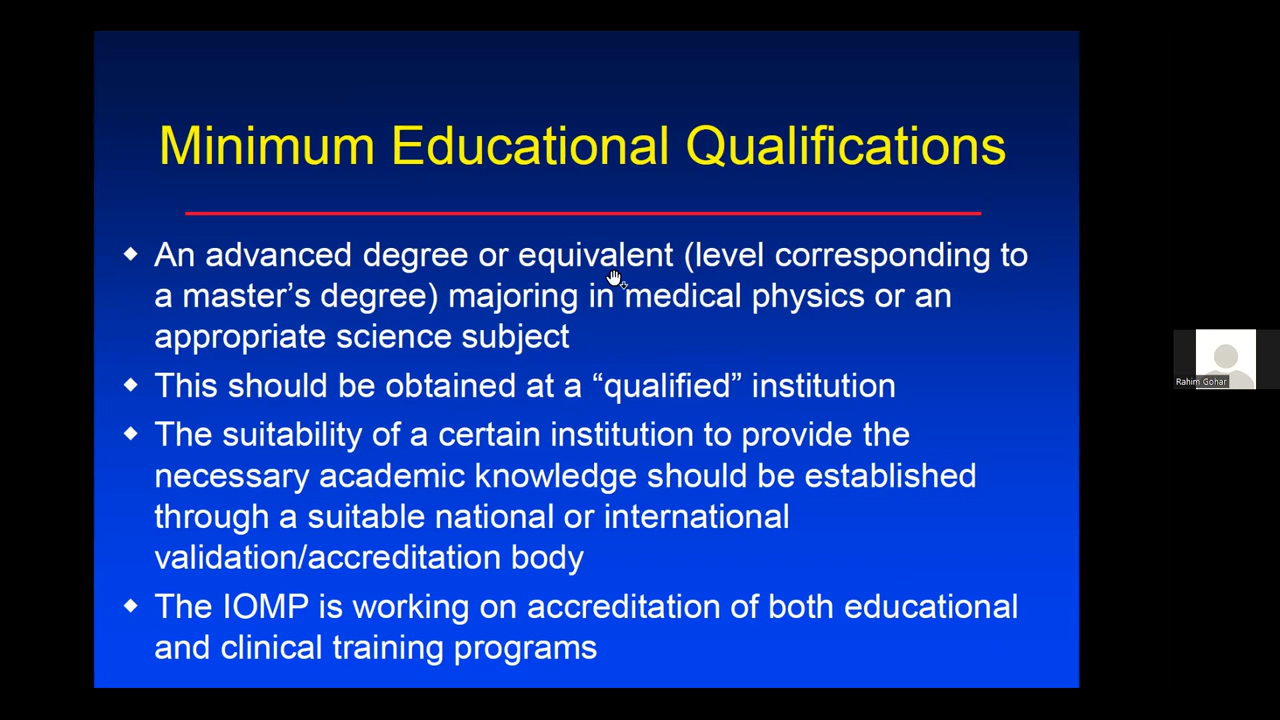 Minimum Educational Qualifications
◆ An advanced degree or equivalent (level corresponding to
a master’s degree) majoring in medical physics or an
appropriate science subject
◆ This should be obtained at a “qualified” institution
◆ The suitability of a certain institution to provide the
necessary academic knowledge should be established
through a suitable national or international
validation/accreditation body
◆ The IOMP is working on accreditation of both educational
and clinical training programs
Rahim Gohar